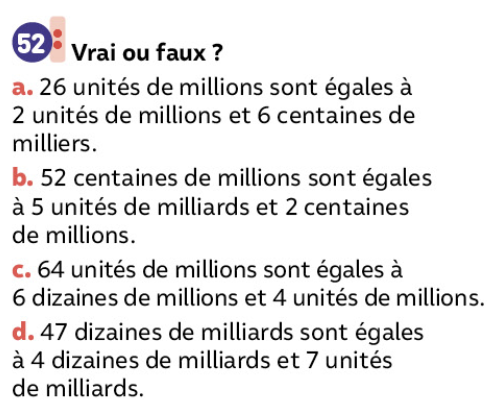 52
Vrai ou faux ?
a. 26 unités de millions sont égales à
2 unités de millions et 6 centaines de
milliers.
b. 52 centaines de millions sont égales
à 5 unités de milliards et 2 centaines
de millions.
c. 64 unités de millions sont égales à
6 dizaines de millions et 4 unités de millions.
d. 47 dizaines de milliards sont égales
à 4 dizaines de milliards et 7 unités
de milliards.